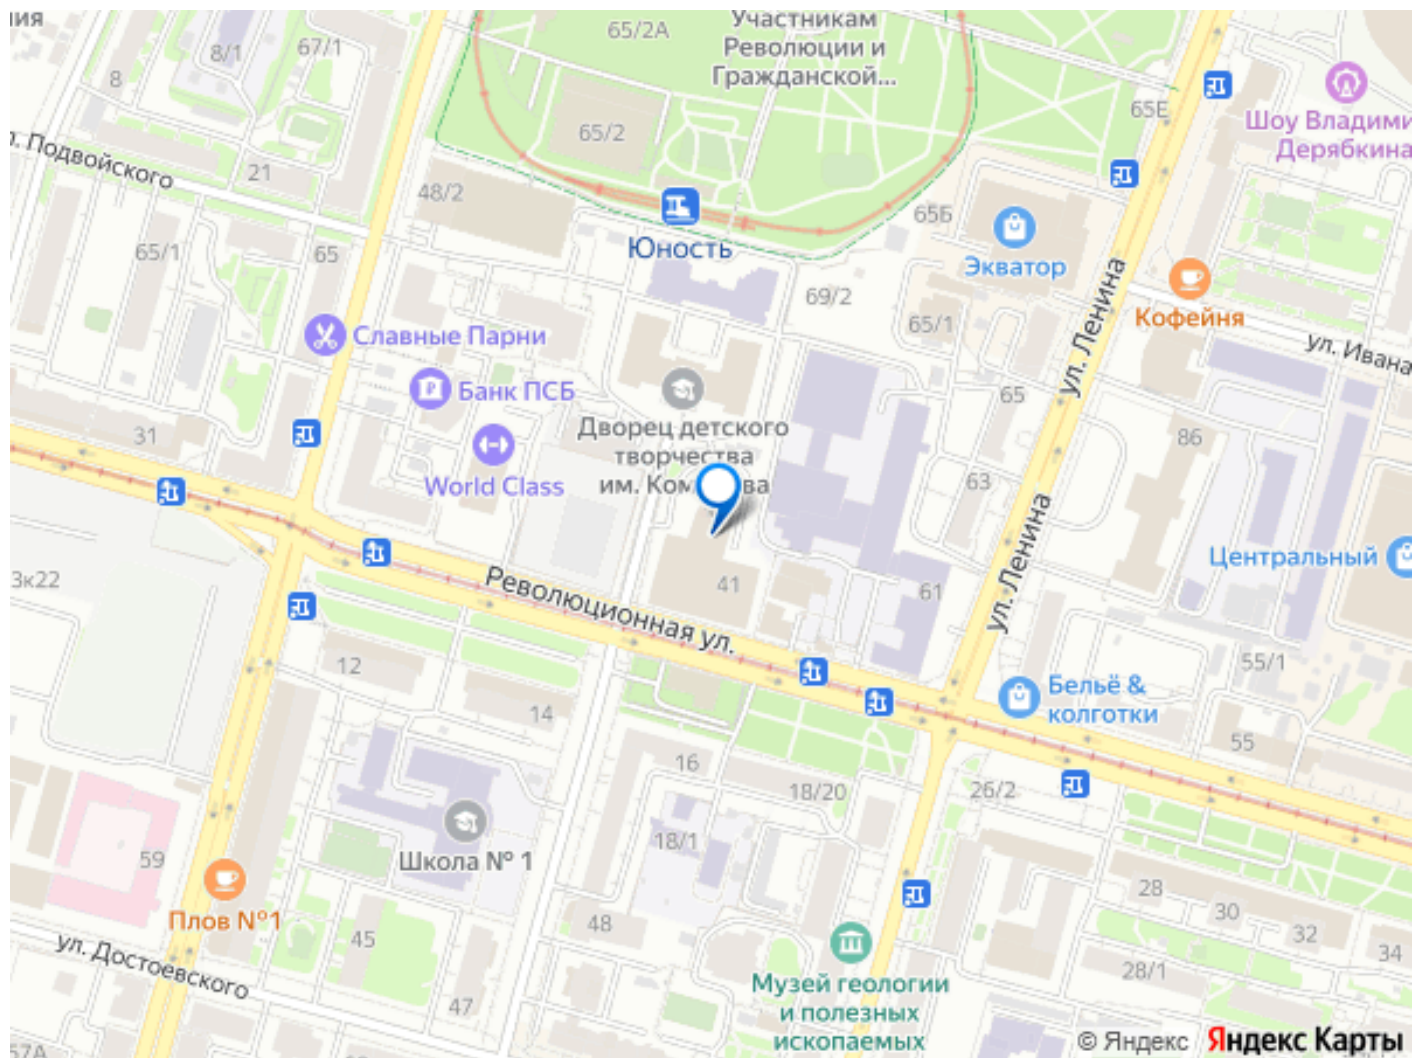 ия
8/1
67/1
8
65/2А
Участникам
Революции и
Гражданской...
65Е
Шоу Владими
Дерябкина
65/2
. Подвойского
21
48/2
65Б
Юность
Экватор
65/1
65
69/2
65/1
Кофейня
ул. Ленина
ул. Ивана
Славные Парни
Банк ПСБ
65
31
Дворец детского
творчества
86
World Class
63
ул. Ленина
Центральный
3к22
Революционная ул.
41
61
12
55/1
Бельё &
колготки
14
55
16
18/20
26/2
18/1
59
Школа № 1
28
Плов №1
30
48
32
45
34
ул. Достоевского
28/1
Музей геологии
и полезных
ископаемых
47
57А
© Яндекс Яндекс Карты